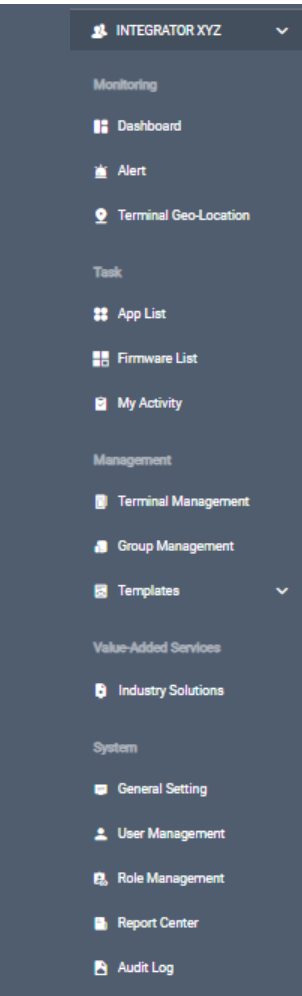 INTEGRATOR XYZ
Monitoring
Dashboard
Alert
Terminal Geo-Location
Task
App List
Firmware List
My Activity
Management
Terminal Management
Group Management
Templates
Value-Added Services
Industry Solutions
System
General Setting
User Management
Role Management
Report Center
Audit Log